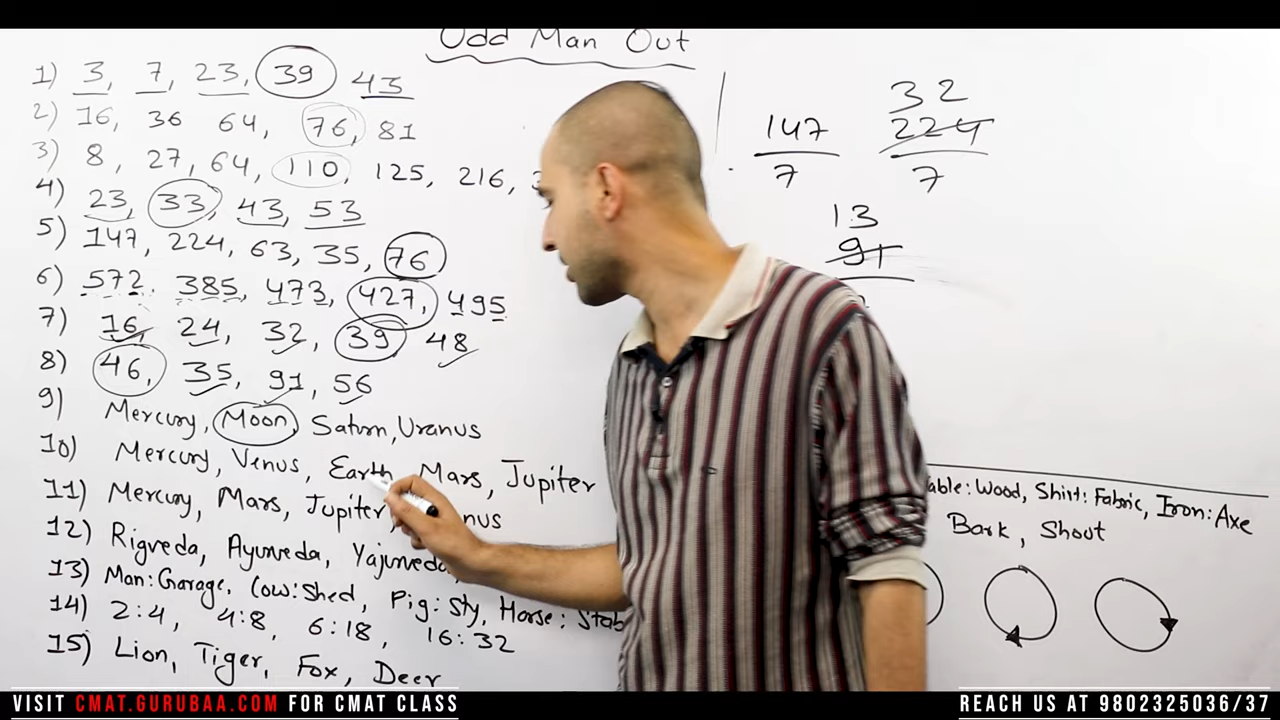 Odd Man Out
1) 3, 7, 23, 39 43
2) 16, 36 64, 76, 81
3) 8, 27, 64, 110, 125, 216,
4) 23, 33, 43, 53
5) 147, 224, 63, 35, 76
6) 572. 385, 473, 427, 495
7) 16, 24, 32, 39, 48
8) 46, 35, 91, 56
9) Mercury, Moon, Saturn, Uranus
10) Mercury, Venus, Earth, Mars, Jupiter
11) Mercury, Mars, Jupiter,
12) Rigveda, Ayurveda, Yajurveda,
13) Man: Garage, Cow: Shed, Pig: Sty, Horse:
14) 2:4, 4:8, 6:18, 16:32
15) Lion, Tiger, Fox, Deer
147
7
32
224
7
13
91
Wood, Shirt: Fabric, Iron: Axe
Bark, Shout
VISIT CMAT.GURUBAA.COM FOR CMAT CLASS
REACH US AT 9802325036/37